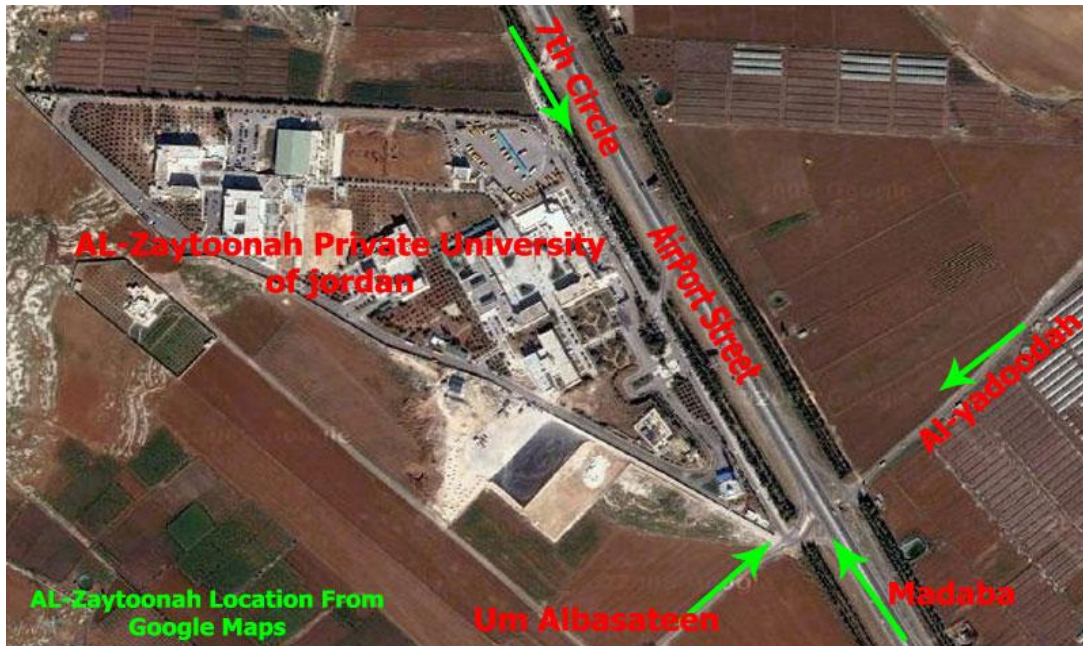 7th Circle
AL-Zaytoonah Private University
of jordan
AirPort Street
Al-yadoodah
Um Albasateen
Madaba
AL-Zaytoonah Location From
Google Maps